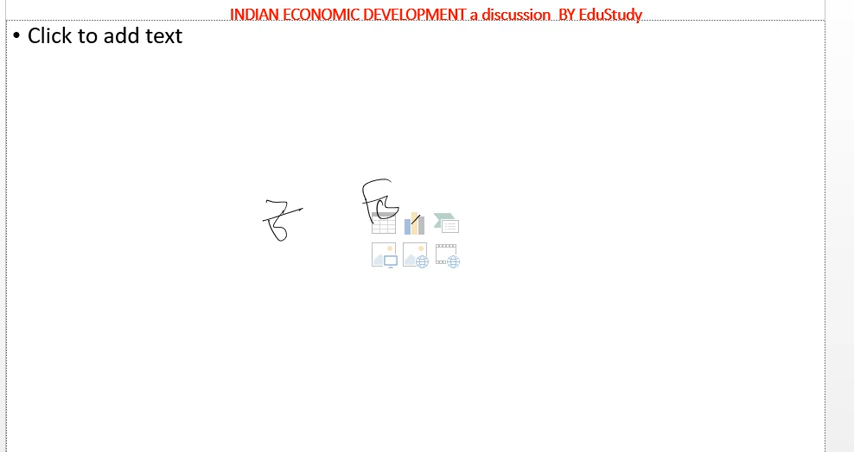 INDIAN ECONOMIC DEVELOPMENT a discussion BY EduStudy
• Click to add text